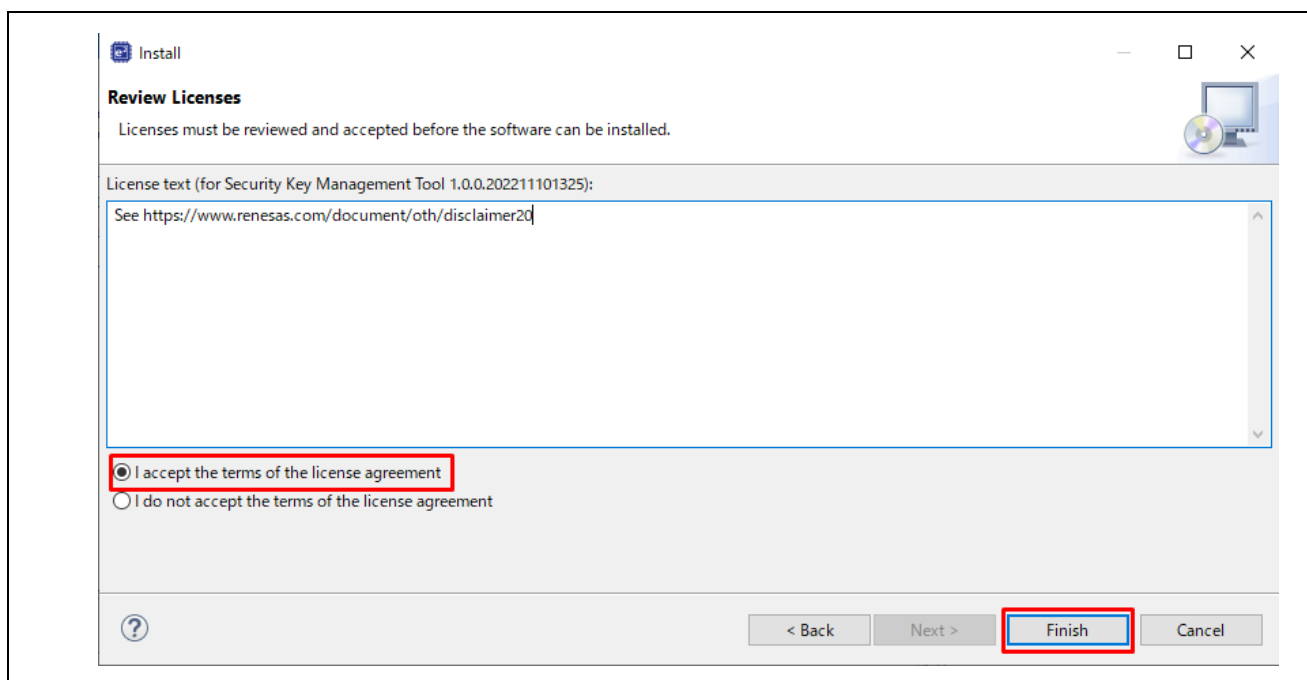 Install
Review Licenses
Licenses must be reviewed and accepted before the software can be installed.
License text (for Security Key Management Tool 1.0.0.202211101325):
See https://www.renesas.com/document/oth/disclaimer20
I accept the terms of the license agreement
I do not accept the terms of the license agreement
? < Back Next > Finish Cancel